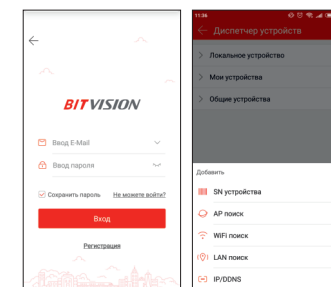 BITVISION
Ввод E-Mail
Ввод пароля
Сохранить пароль Не можете войти?
Вход
Регистрация
11:36
Диспетчер устройств
Локальное устройство
Мои устройства
Общие устройства
Добавить
SN устройства
AP поиск
WiFi поиск
LAN поиск
IP/DDNS